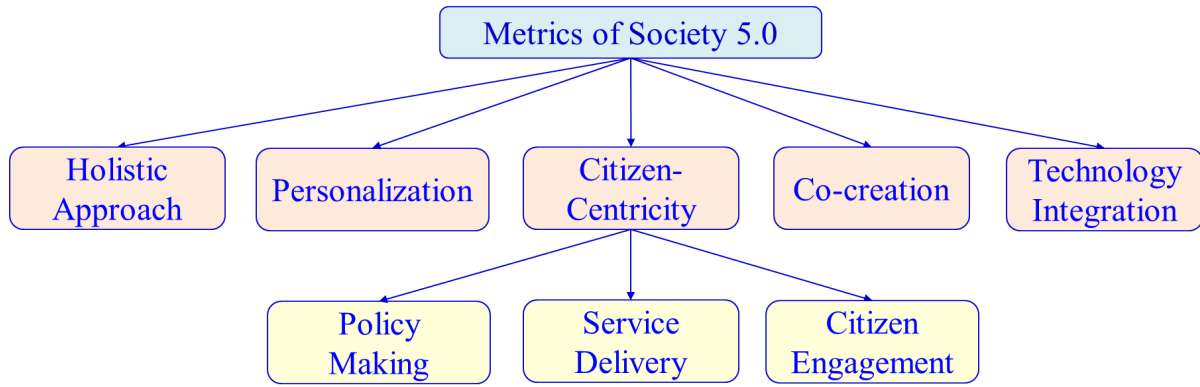 Metrics of Society 5.0
Holistic
Approach
Personalization
Citizen-
Centricity
Co-creation
Technology
Integration
Policy
Making
Service
Delivery
Citizen
Engagement